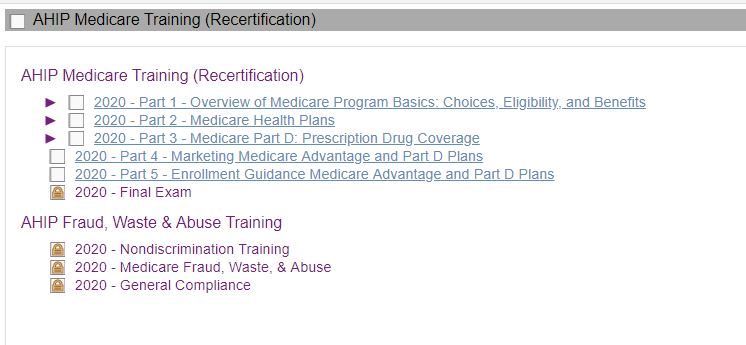 AHIP Medicare Training (Recertification)
AHIP Medicare Training (Recertification)
2020 - Part 1 - Overview of Medicare Program Basics: Choices, Eligibility, and Benefits
2020 - Part 2 - Medicare Health Plans
2020 - Part 3 - Medicare Part D: Prescription Drug Coverage
2020 - Part 4 - Marketing Medicare Advantage and Part D Plans
2020 - Part 5 - Enrollment Guidance Medicare Advantage and Part D Plans
2020 - Final Exam
AHIP Fraud, Waste & Abuse Training
2020 - Nondiscrimination Training
2020 - Medicare Fraud, Waste, & Abuse
2020 - General Compliance